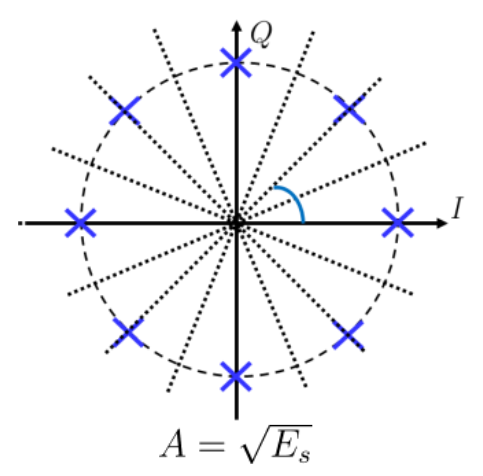 Q
I
A = √E_s